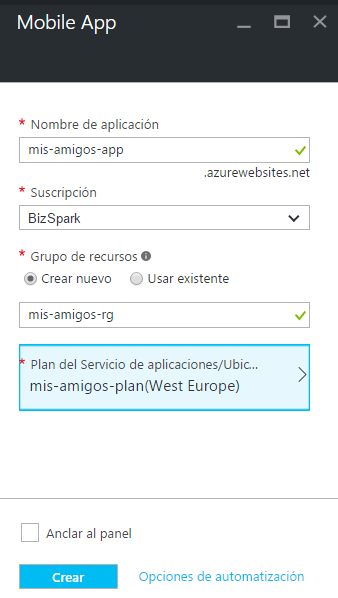 Mobile App
* Nombre de aplicación
mis-amigos-app
.azurewebsites.net
* Suscripción
BizSpark
* Grupo de recursos
Crear nuevo Usar existente
mis-amigos-rg
* Plan del Servicio de aplicaciones/Ubic...
mis-amigos-plan(West Europe)
Anclar al panel
Crear Opciones de automatización